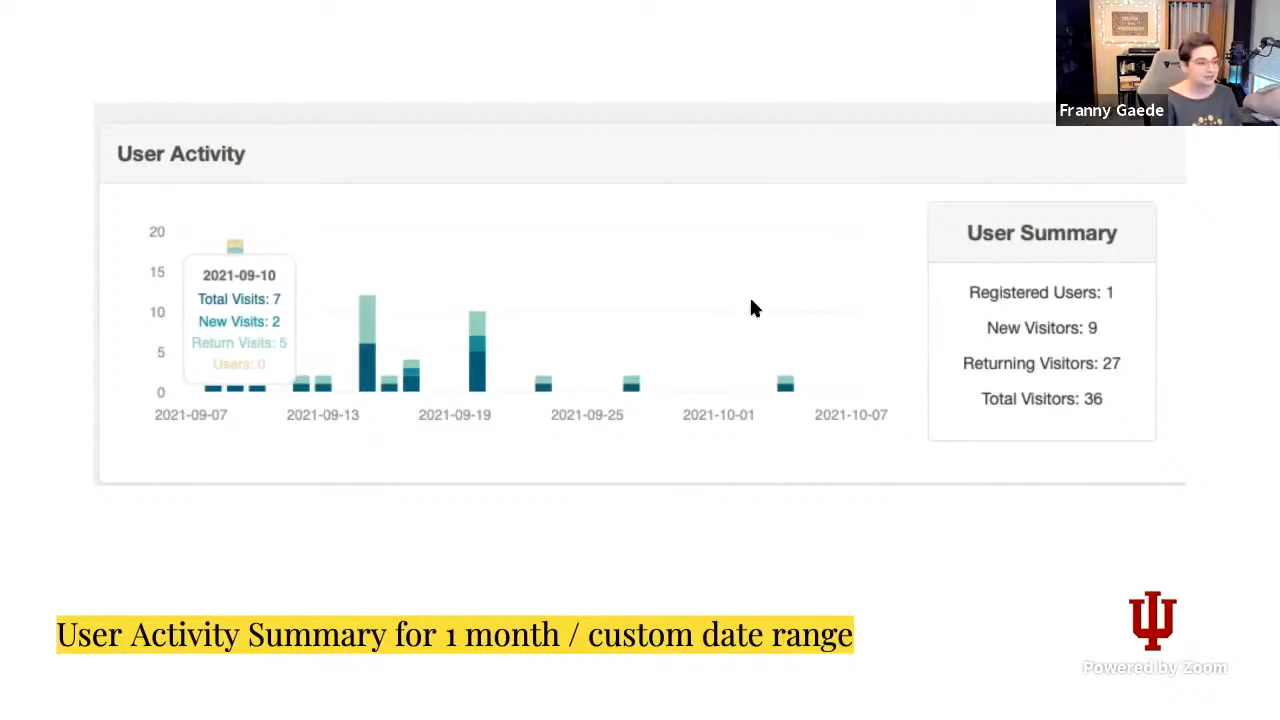 Franny Gaede
User Activity
20
15
10
5
0
2021-09-10
Total Visits: 7
New Visits: 2
Return Visits: 5
Users: 0
2021-09-07
2021-09-13
2021-09-19
2021-09-25
2021-10-01
2021-10-07
User Summary
Registered Users: 1
New Visitors: 9
Returning Visitors: 27
Total Visitors: 36
User Activity Summary for 1 month / custom date range
Powered by Zoom